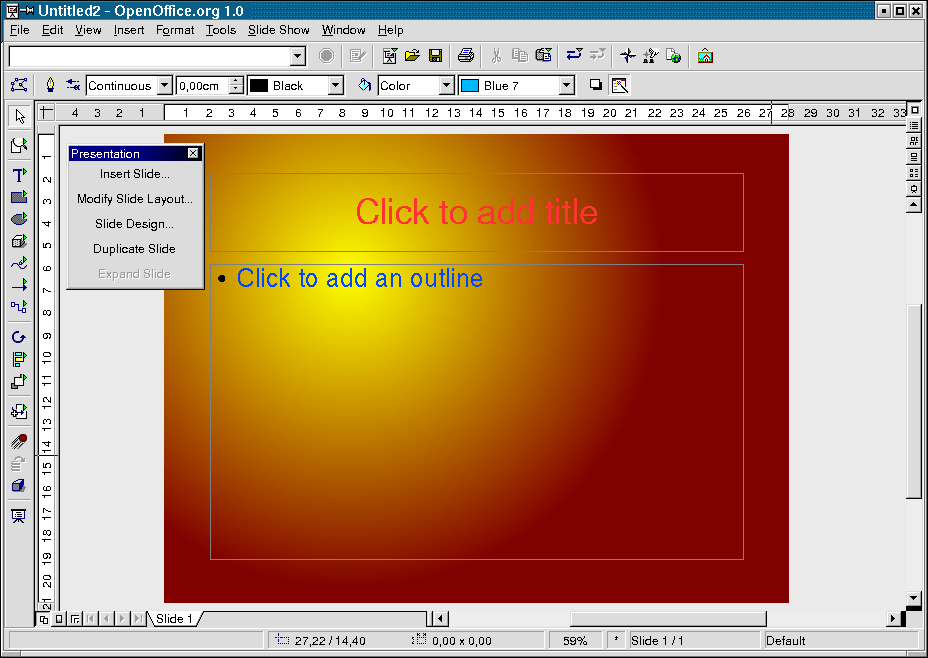 Untitled2 - OpenOffice.org 1.0
File Edit View Insert Format Tools Slide Show Window Help
Continuous 0,00cm Black Color Blue 7
4 3 2 1 1 2 3 4 5 6 7 8 9 10 11 12 13 14 15 16 17 18 19 20 21 22 23 24 25 26 27 28 29 30 31 32 33
Presentation
Insert Slide...
Modify Slide Layout...
Slide Design...
Duplicate Slide
Expand Slide
Click to add title
• Click to add an outline
1
2
3
4
5
6
7
8
9
10
11
12
13
14
15
16
17
18
19
20
21
Slide 1
27,22 / 14,40 0,00 x 0,00 59% * Slide 1 / 1 Default